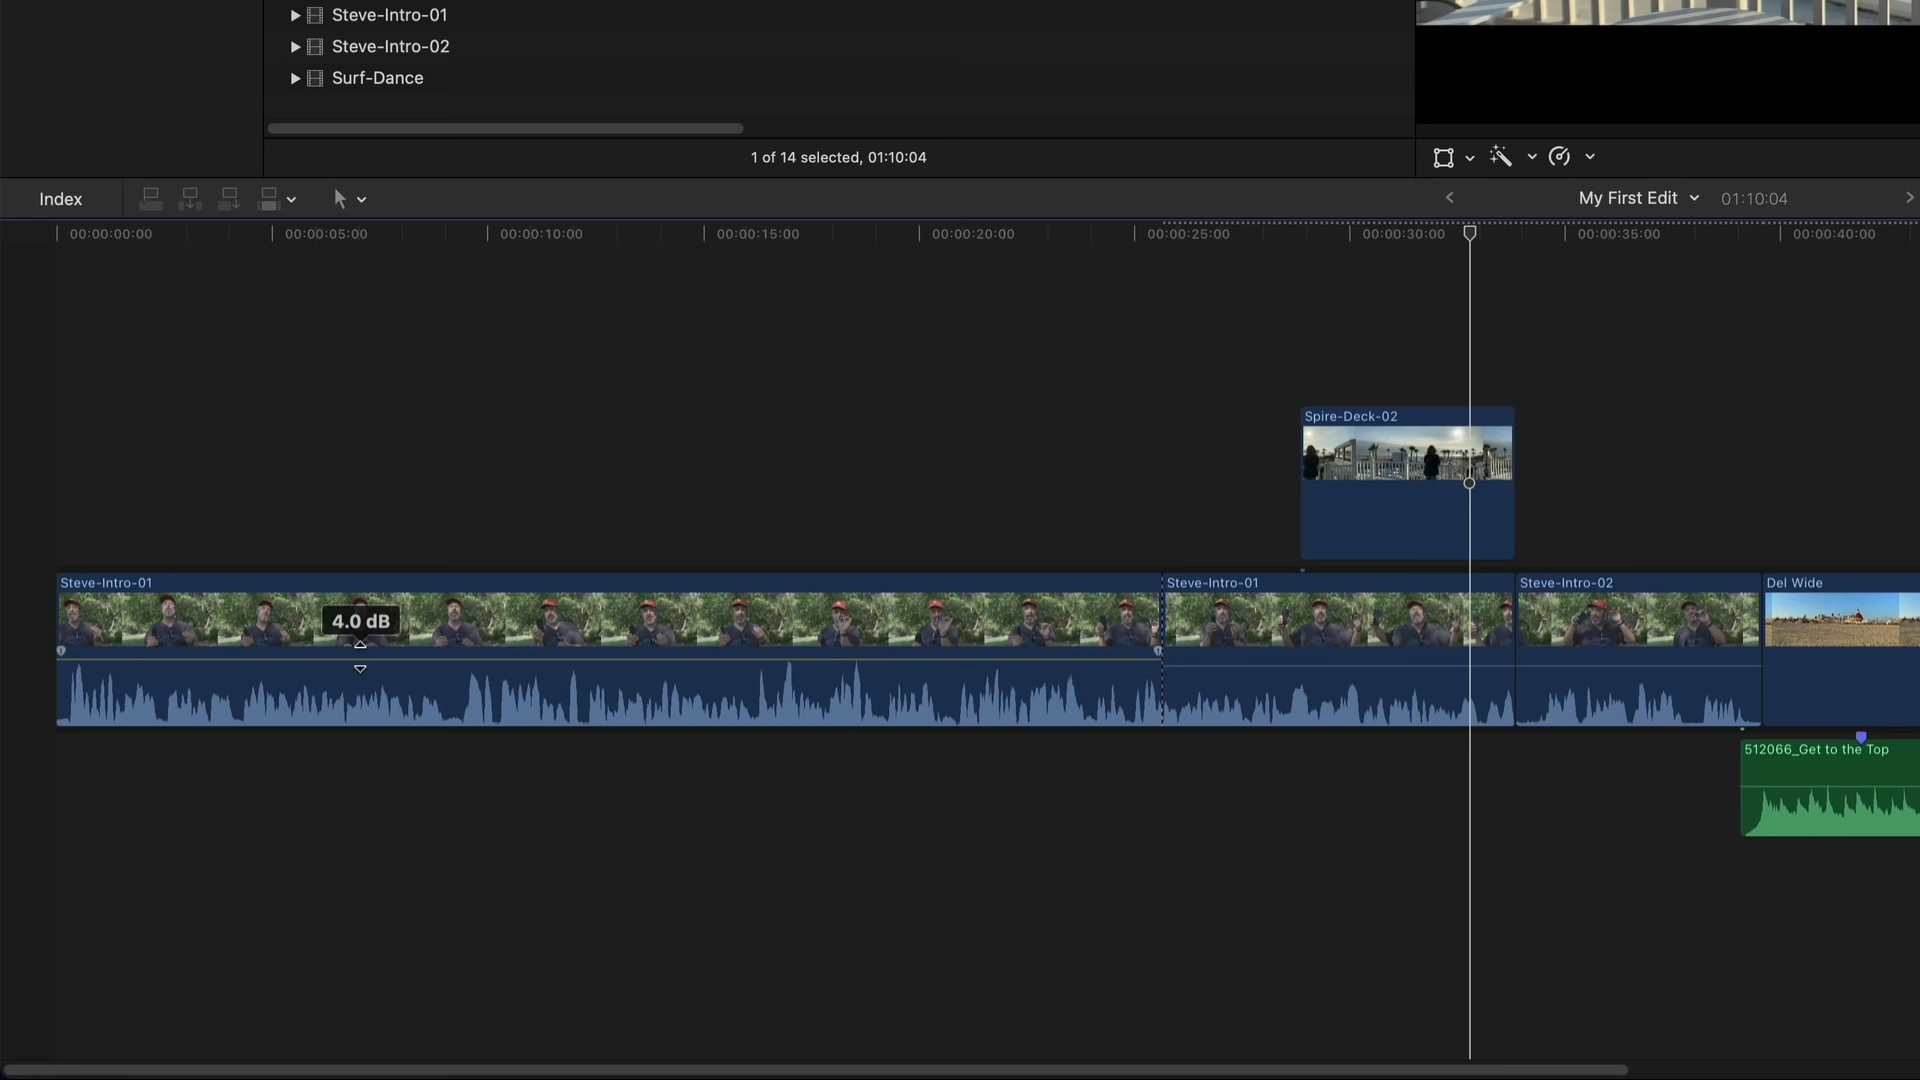 Steve-Intro-01
Steve-Intro-02
Surf-Dance
1 of 14 selected, 01:10:04
Index
My First Edit
01:10:04
00:00:00:00
00:00:05:00
00:00:10:00
00:00:15:00
00:00:20:00
00:00:25:00
00:00:30:00
00:00:35:00
00:00:40:00
Spire-Deck-02
Steve-Intro-01
Steve-Intro-01
Steve-Intro-02
Del Wide
4.0 dB
512066_Get to the Top